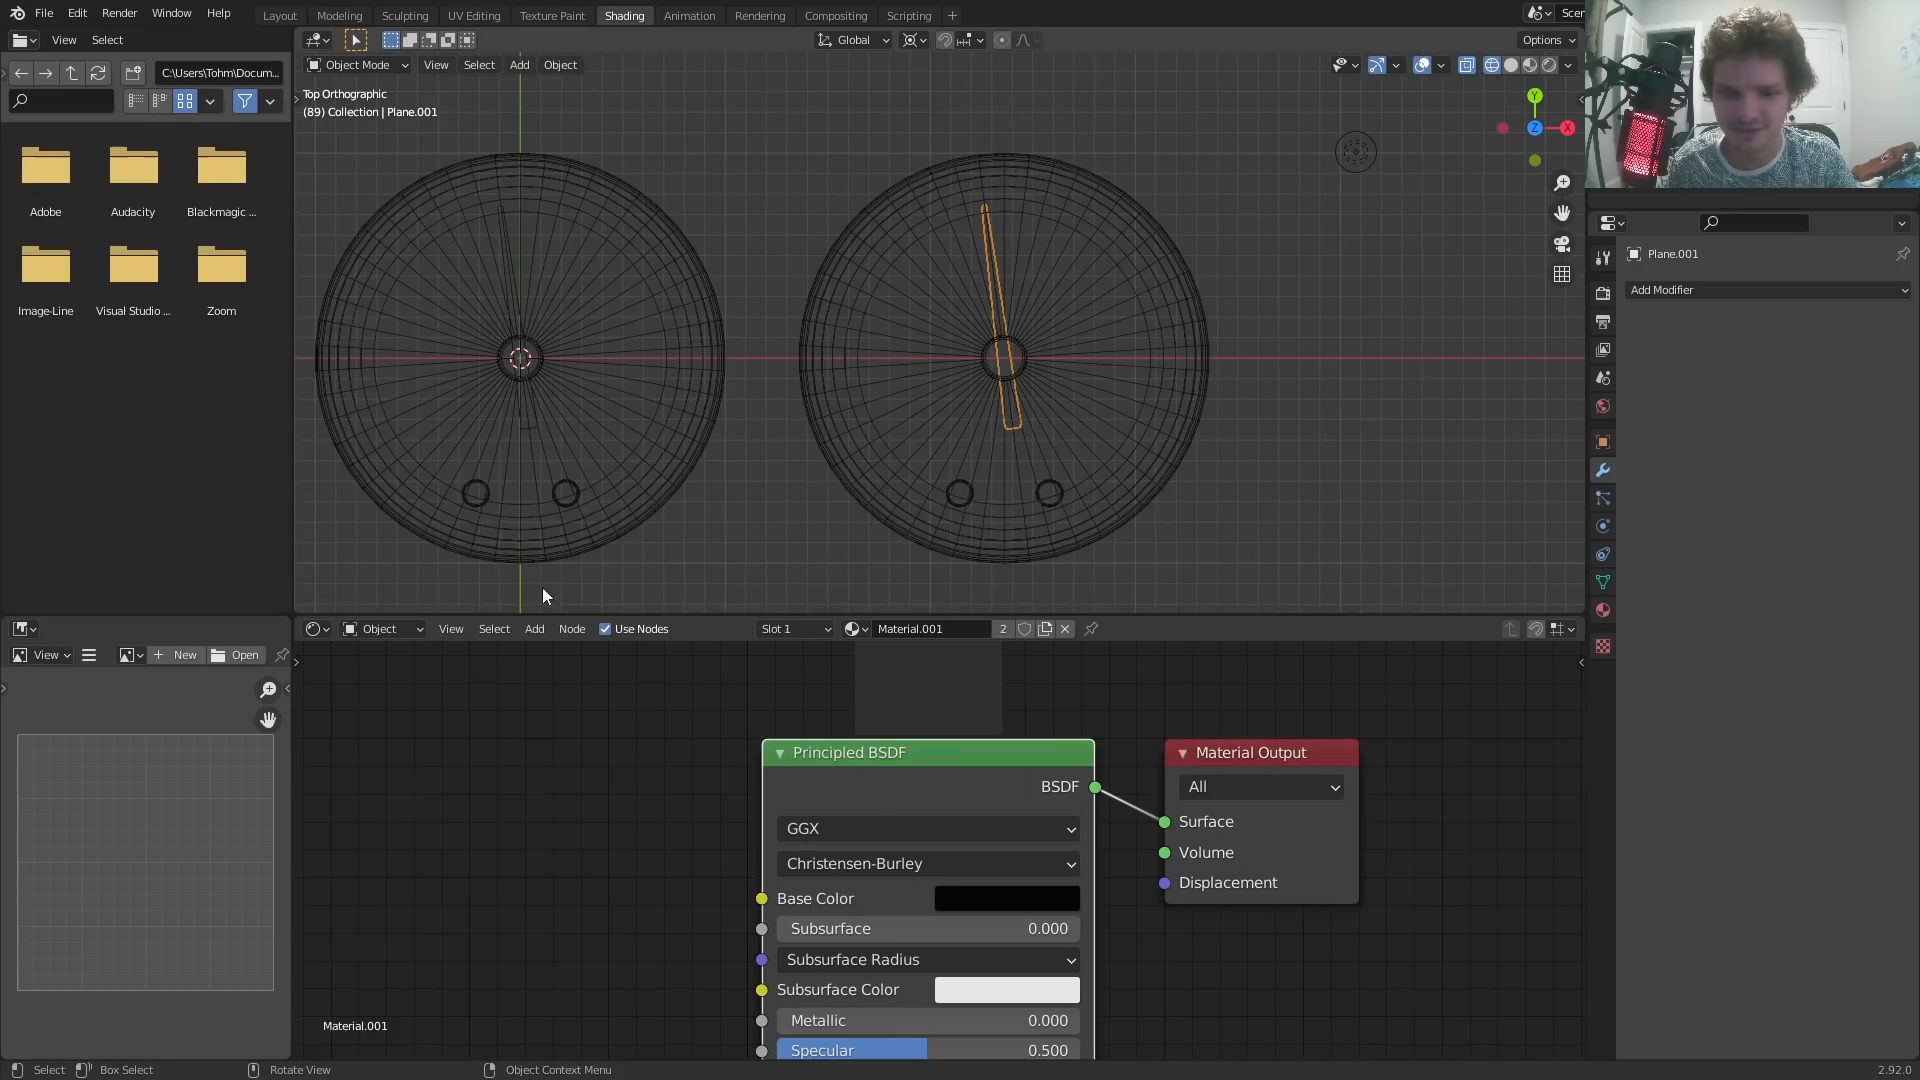 File Edit Render Window Help
Layout Modeling Sculpting UV Editing Texture Paint Shading Animation Rendering Compositing Scripting
Scen
View Select
Global
Options
C:\Users\Tohm\Docum...
Object Mode View Select Add Object
Top Orthographic
(89) Collection | Plane.001
Y
Z
X
Adobe Audacity Blackmagic ...
Image-Line Visual Studio ... Zoom
Plane.001
Add Modifier
Object View Select Add Node Use Nodes Slot 1 Material.001 2
View New Open
Principled BSDF
BSDF
GGX
Christensen-Burley
Base Color
Subsurface 0.000
Subsurface Radius
Subsurface Color
Metallic 0.000
Specular 0.500
Material Output
All
Surface
Volume
Displacement
Material.001
Select Box Select Rotate View Object Context Menu 2.92.0